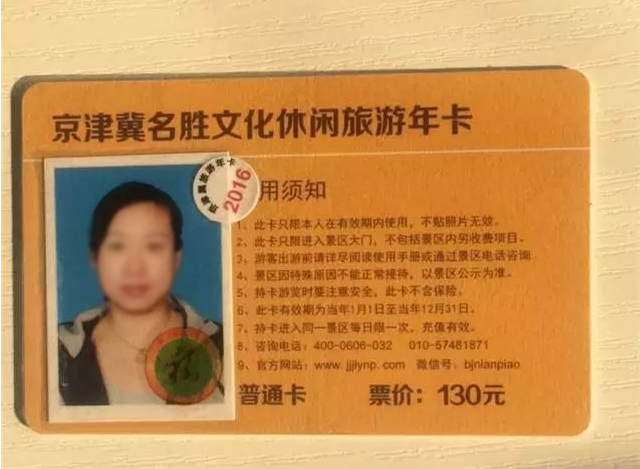 京津冀名胜文化休闲旅游年卡
京津冀旅游年卡
2016
用须知
1、此卡只限本人在有效期内使用，不贴照片无效。
2、此卡只限进入景区大门，不包括景区内另收费项目。
3、游客出游前请详尽阅读使用手册或通过景区电话咨询.
4、景区因特殊原因不能正常接待，以景区公示为准。
5、持卡游览时要注意安全，此卡不含保险。
6、此卡有效期为当年1月1日至当年12月31日。
7、持卡进入同一景区每日限一次，充值有效。
8、咨询电话：400-0606-032 010-57481871
9、官方网站：www.jjjlynp.com 微信号：bjnianpiao
普通卡 票价：130元